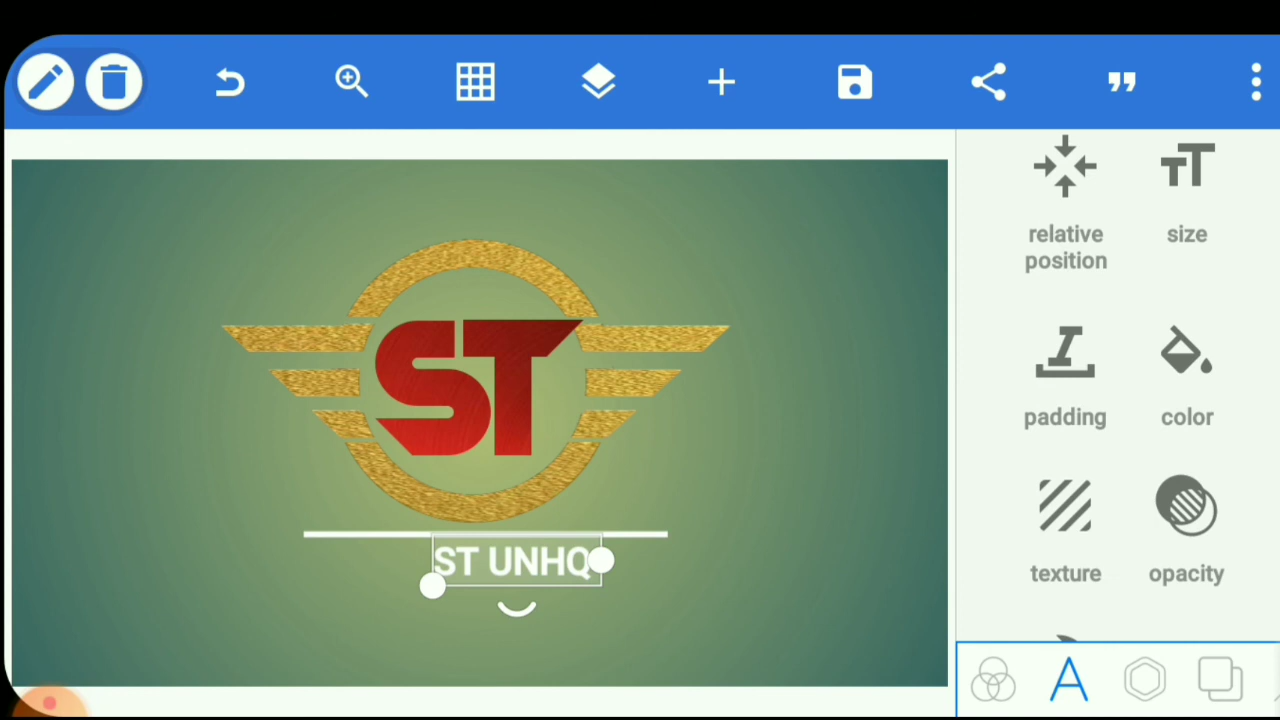 relative
position
size
padding
color
ST
texture
opacity
ST UNHQ